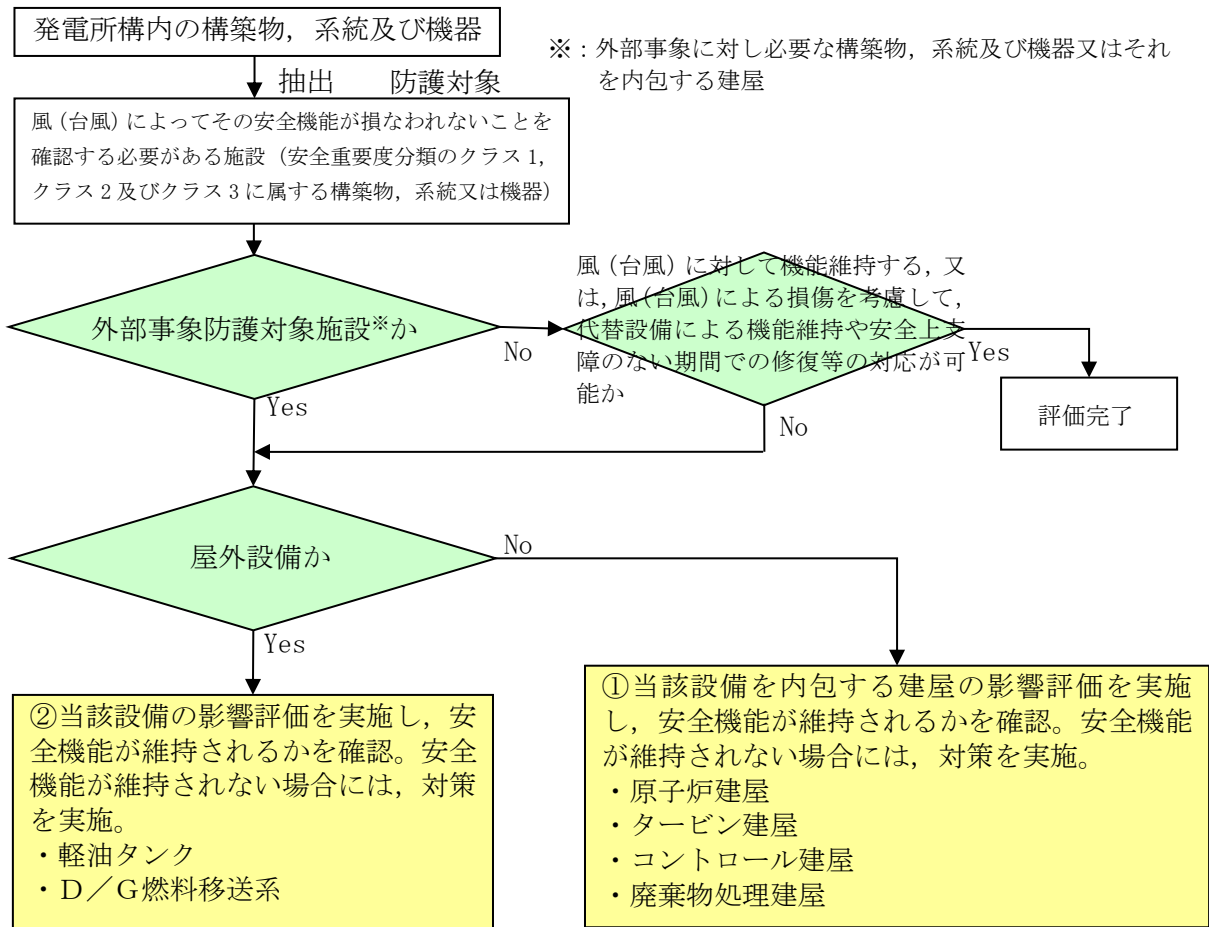 発電所構内の構築物，系統及び機器
※：外部事象に対し必要な構築物，系統及び機器又はそれ
を内包する建屋
抽出　防護対象
風（台風）によってその安全機能が損なわれないことを
確認する必要がある施設（安全重要度分類のクラス1，
クラス2及びクラス3に属する構築物，系統又は機器）
外部事象防護対象施設※か
No
Yes
風（台風）に対して機能維持する，又
は，風（台風）による損傷を考慮して，
代替設備による機能維持や安全上支
障のない期間での修復等の対応が可
能か
Yes
No
評価完了
屋外設備か
No
Yes
②当該設備の影響評価を実施し，安
全機能が維持されるかを確認。安全
機能が維持されない場合には，対策
を実施。
・軽油タンク
・Ｄ／Ｇ燃料移送系
①当該設備を内包する建屋の影響評価を実施
し，安全機能が維持されるかを確認。安全機能
が維持されない場合には，対策を実施。
・原子炉建屋
・タービン建屋
・コントロール建屋
・廃棄物処理建屋